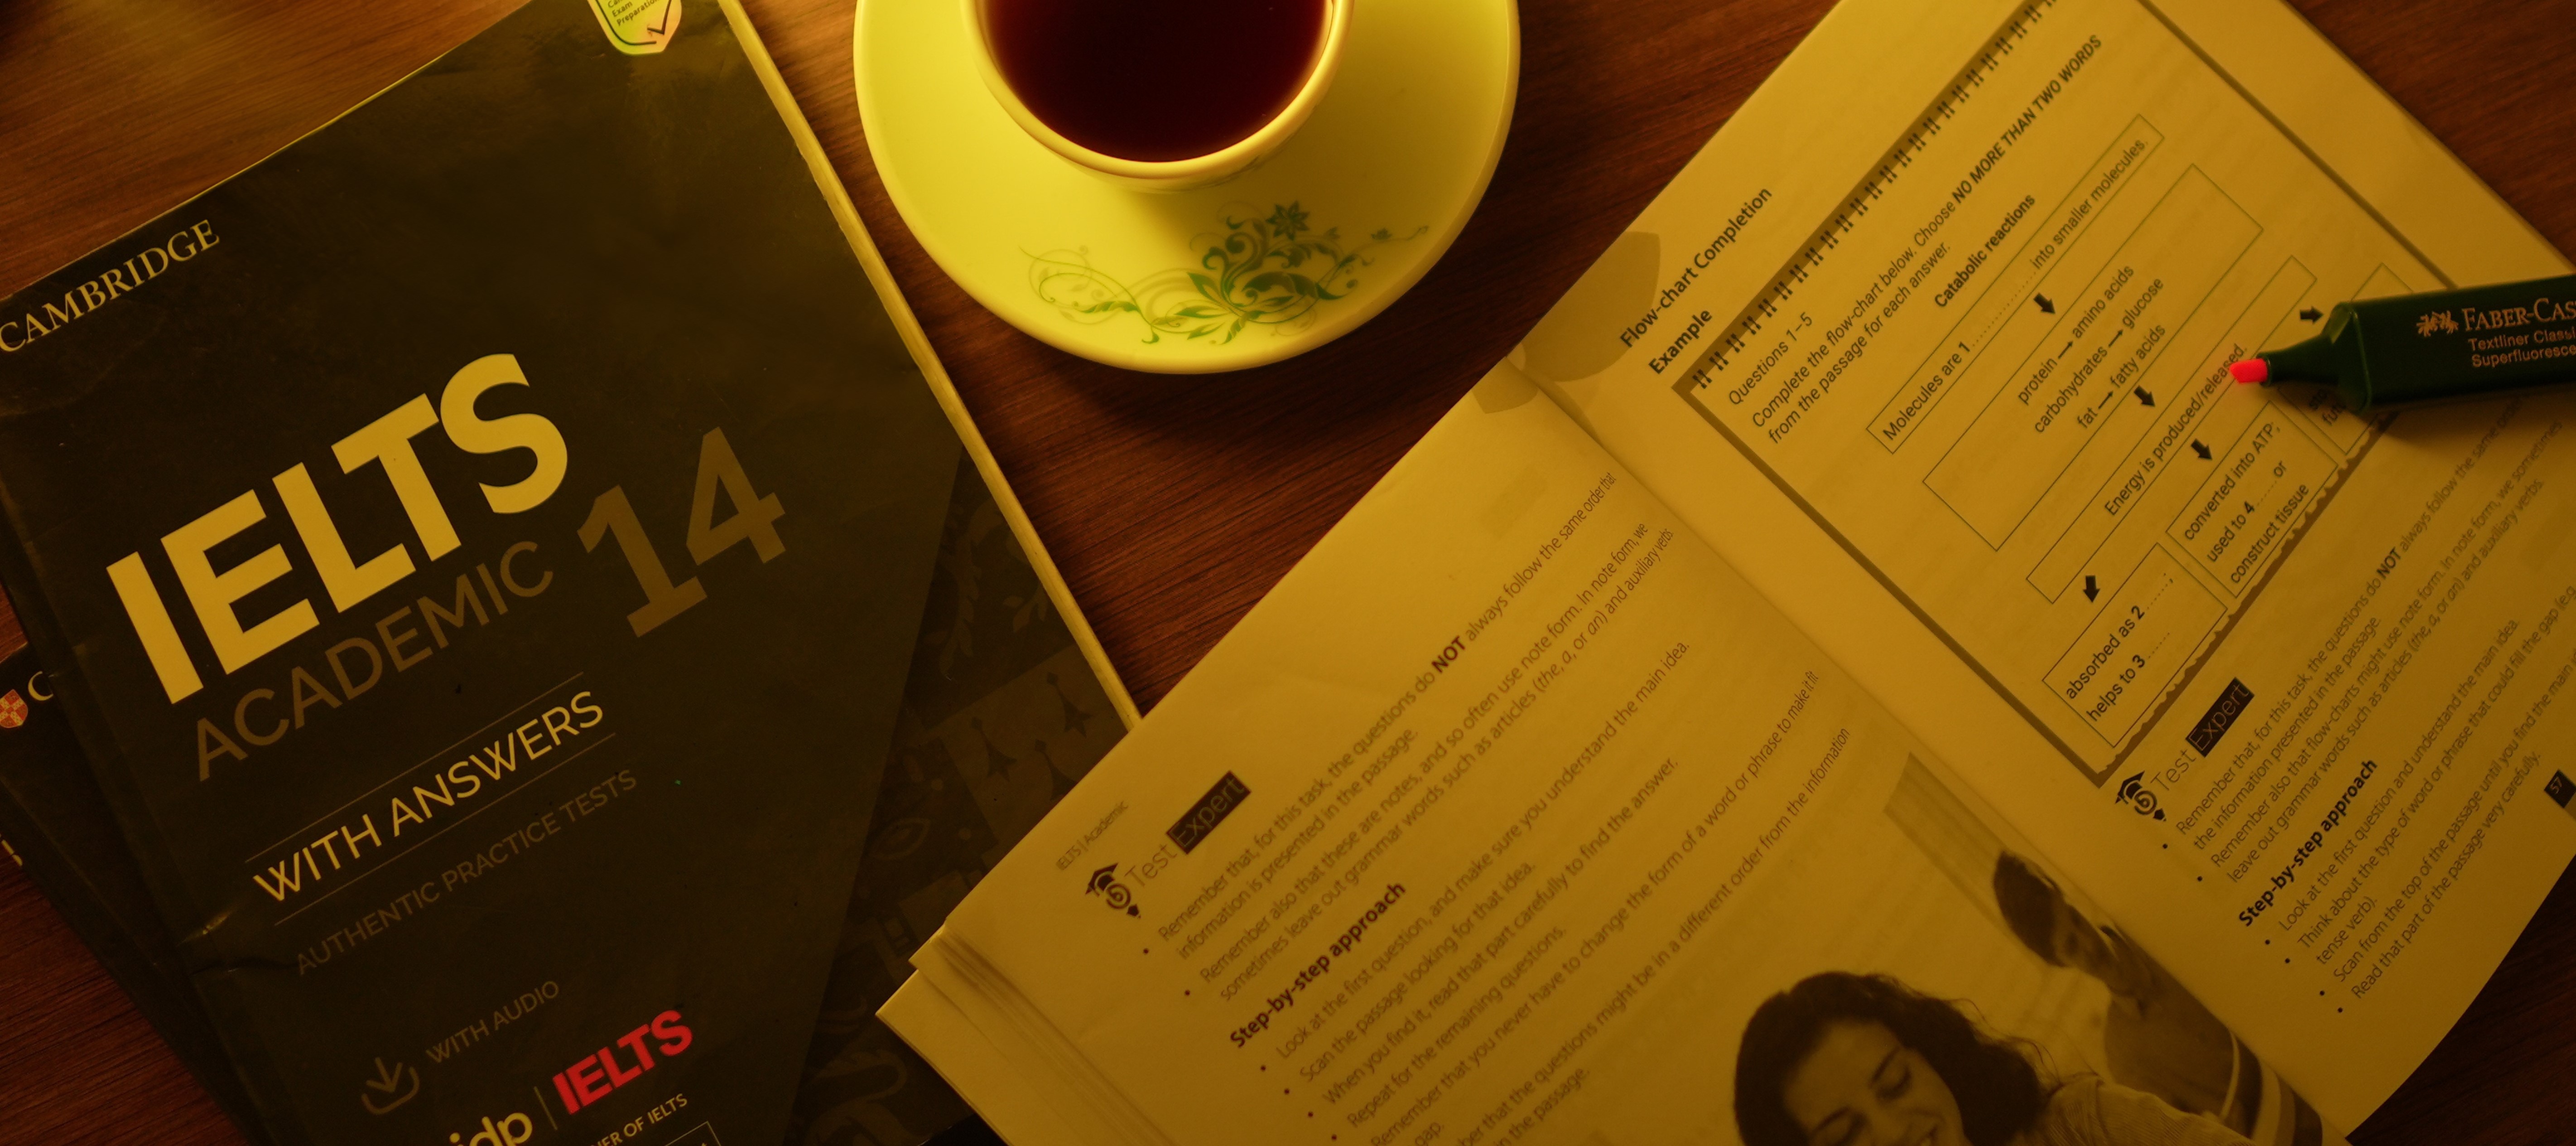 Exam
Preparation
CAMBRIDGE
IELTS
ACADEMIC 14
WITH ANSWERS
AUTHENTIC PRACTICE TESTS
WITH AUDIO
idp | IELTS
OF IELTS
C
IELTS | Academic
Test Expert
• Remember that, for this task, the questions do NOT always follow the same order that
information is presented in the passage.
• Remember also that these are notes, and so often use note form. In note form, we
sometimes leave out grammar words such as articles (the, a, or an) and auxiliary verbs
Step-by-step approach
• Look at the first question, and make sure you understand the main idea.
• Scan the passage looking for that idea.
• When you find it, read that part carefully to find the answer.
• Repeat for the remaining questions.
• Remember that you never have to change the form of a word or phrase to make it fit
gap.
that the questions might be in a different order from the information
in the passage.
Flow-chart Completion
Example
Questions 1–5
Complete the flow-chart below. Choose NO MORE THAN TWO WORDS
from the passage for each answer.
Catabolic reactions
Molecules are 1 ............ into smaller molecules.
protein → amino acids
carbohydrates → glucose
fat → fatty acids
Energy is produced/released.
absorbed as 2 ......,
helps to 3 ......
converted into ATP,
used to 4 ...... or
construct tissue
Test Expert
• Remember that, for this task, the questions do NOT always follow the same
the information presented in the passage.
• Remember also that flow-charts might use note form. In note form, we sometimes
leave out grammar words such as articles (the, a, or an) and auxiliary verbs.
Step-by-step approach
• Look at the first question and understand the main idea.
• Think about the type of word or phrase that could fill the gap (e.g.
tense verb).
• Scan from the top of the passage until you find the
• Read that part of the passage very carefully.
57
FABER-CAS
Textliner Classi
Superfluoresce